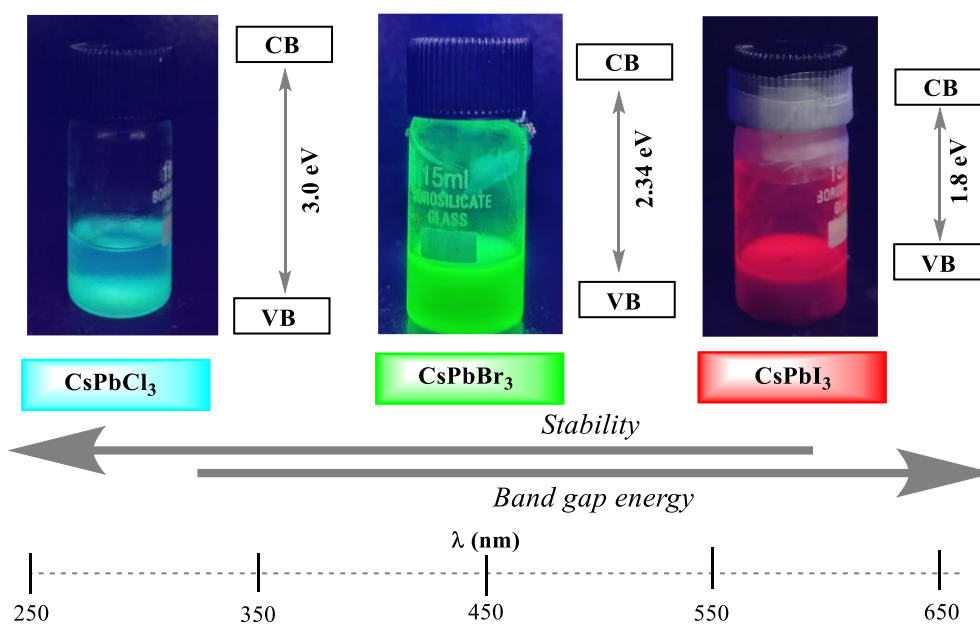 CB
3.0 eV
VB
CB
2.34 eV
VB
CB
1.8 eV
VB
15ml
BOROSILICATE
GLASS
CsPbCl₃
CsPbBr₃
CsPbI₃
Stability
Band gap energy
λ (nm)
250 350 450 550 650